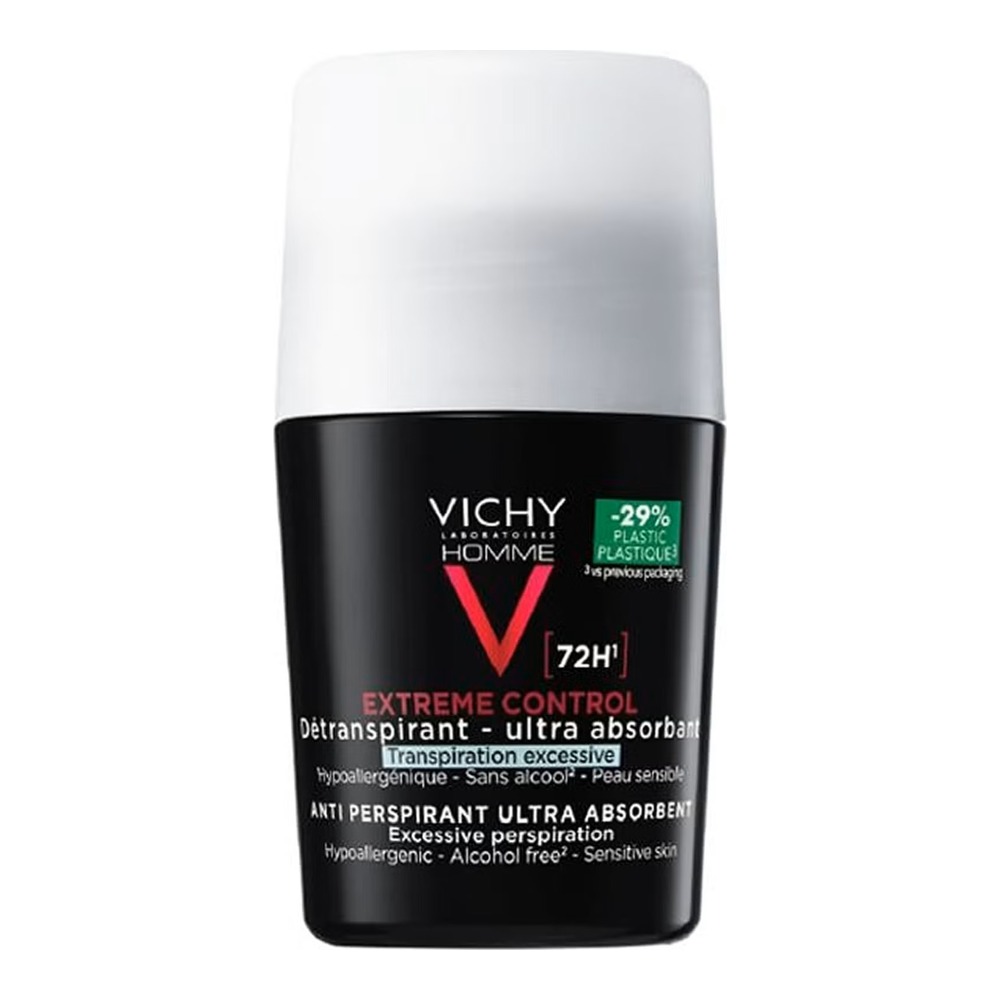 VICHY
LABORATOIRES
HOMME
V
-29%
PLASTIC
PLASTIQUE³
³ vs previous packaging
[72H¹]
EXTREME CONTROL
Détranspirant - ultra absorbant
Transpiration excessive
Hypoallergénique - Sans alcool² - Peau sensible
ANTI PERSPIRANT ULTRA ABSORBENT
Excessive perspiration
Hypoallergenic - Alcohol free² - Sensitive skin